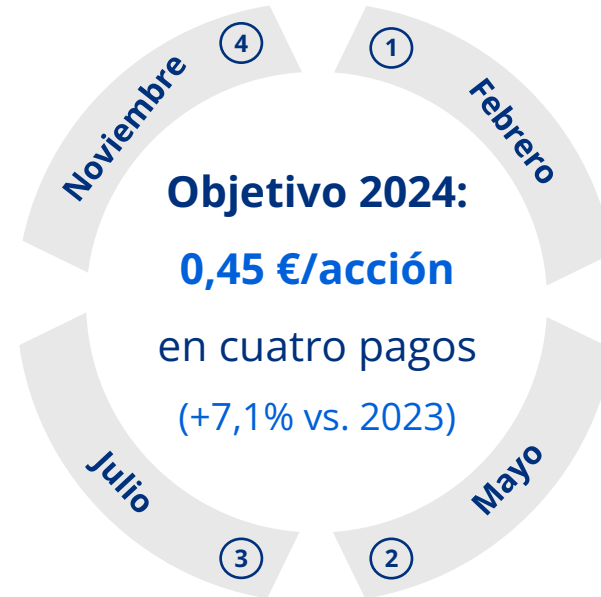 4
Noviembre
1
Febrero
Objetivo 2024:
0,45 €/acción
en cuatro pagos
(+7,1% vs. 2023)
Julio
3
Mayo
2